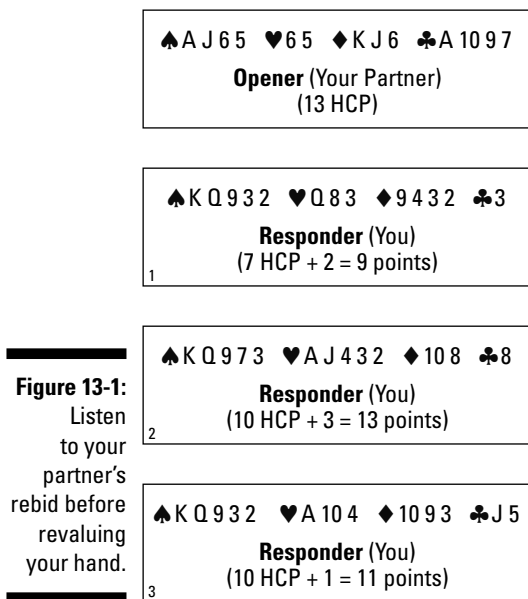 ♠A J 6 5 ♥6 5 ♦K J 6 ♣A 10 9 7
Opener (Your Partner)
(13 HCP)
♠K Q 9 3 2 ♥Q 8 3 ♦9 4 3 2 ♣3
Responder (You)
(7 HCP + 2 = 9 points)
1
♠K Q 9 7 3 ♥A J 4 3 2 ♦10 8 ♣8
Responder (You)
(10 HCP + 3 = 13 points)
2
Figure 13-1:
Listen
to your
partner's
rebid before
revaluing
your hand.
♠K Q 9 3 2 ♥A 10 4 ♦10 9 3 ♣J 5
Responder (You)
(10 HCP + 1 = 11 points)
3